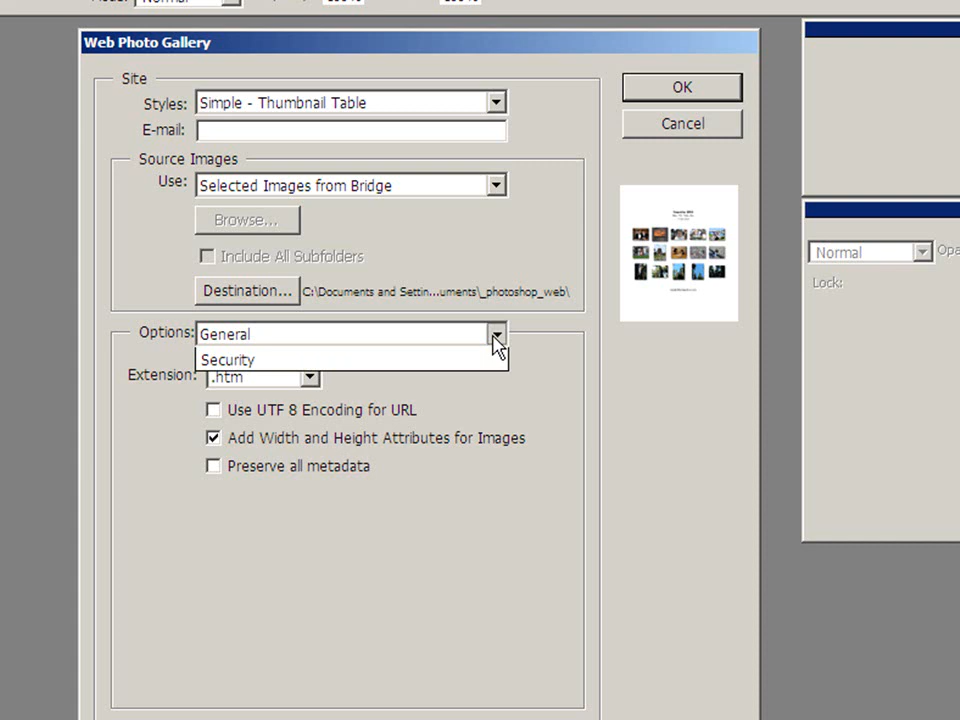 Normal
Web Photo Gallery
Site
Styles: Simple - Thumbnail Table
E-mail:
OK
Cancel
Source Images
Use: Selected Images from Bridge
Browse...
Include All Subfolders
Destination... C:\Documents and Settin...uments\_photoshop_web\
Options: General
Security
Extension: .htm
Use UTF 8 Encoding for URL
Add Width and Height Attributes for Images
Preserve all metadata
Normal Opa
Lock: